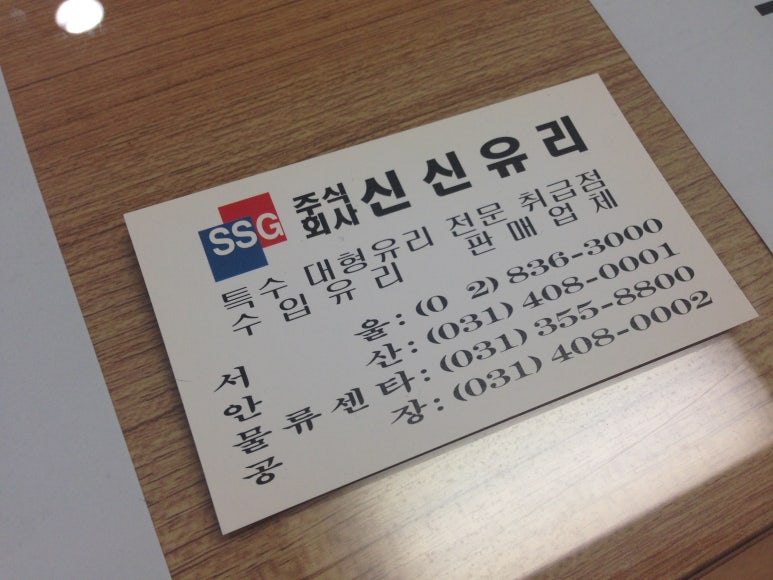 SSG 주식회사 신신유리
특수 대형유리 전문 취급점
수입유리 판매업체
서울: (0 2) 836-3000
안산: (031) 408-0001
물류센타: (031) 355-8800
공장: (031) 408-0002